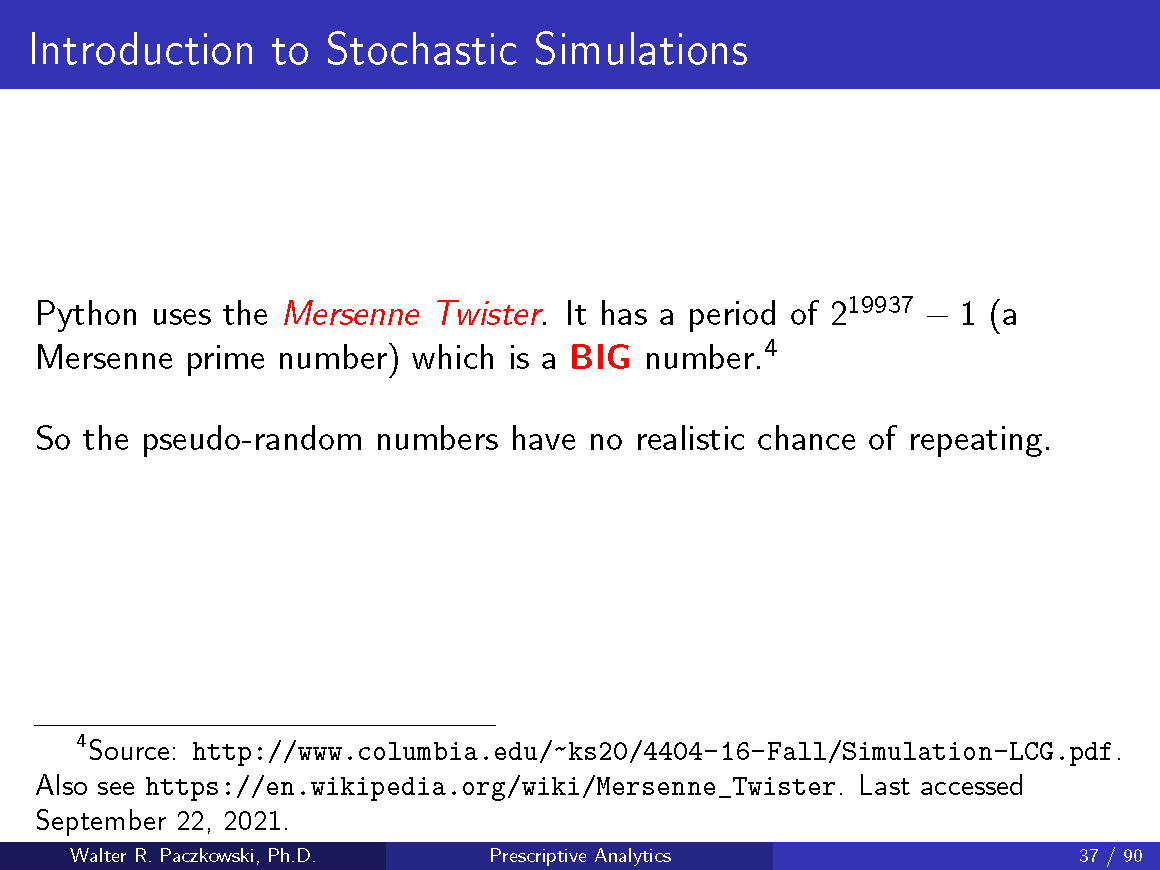 Introduction to Stochastic Simulations
Python uses the Mersenne Twister. It has a period of 2^19937 − 1 (a
Mersenne prime number) which is a BIG number.^4
So the pseudo-random numbers have no realistic chance of repeating.
^4Source: http://www.columbia.edu/~ks20/4404-16-Fall/Simulation-LCG.pdf.
Also see https://en.wikipedia.org/wiki/Mersenne_Twister. Last accessed
September 22, 2021.
Walter R. Paczkowski, Ph.D. Prescriptive Analytics 37 / 90